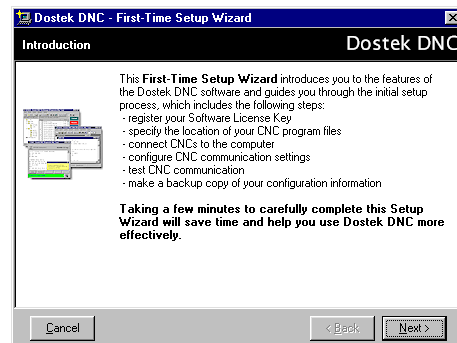 Dostek DNC - First-Time Setup Wizard
Introduction
Dostek DNC
This First-Time Setup Wizard introduces you to the features of
the Dostek DNC software and guides you through the initial setup
process, which includes the following steps:
- register your Software License Key
- specify the location of your CNC program files
- connect CNCs to the computer
- configure CNC communication settings
- test CNC communication
- make a backup copy of your configuration information
Taking a few minutes to carefully complete this Setup
Wizard will save time and help you use Dostek DNC more
effectively.
Cancel
< Back
Next >